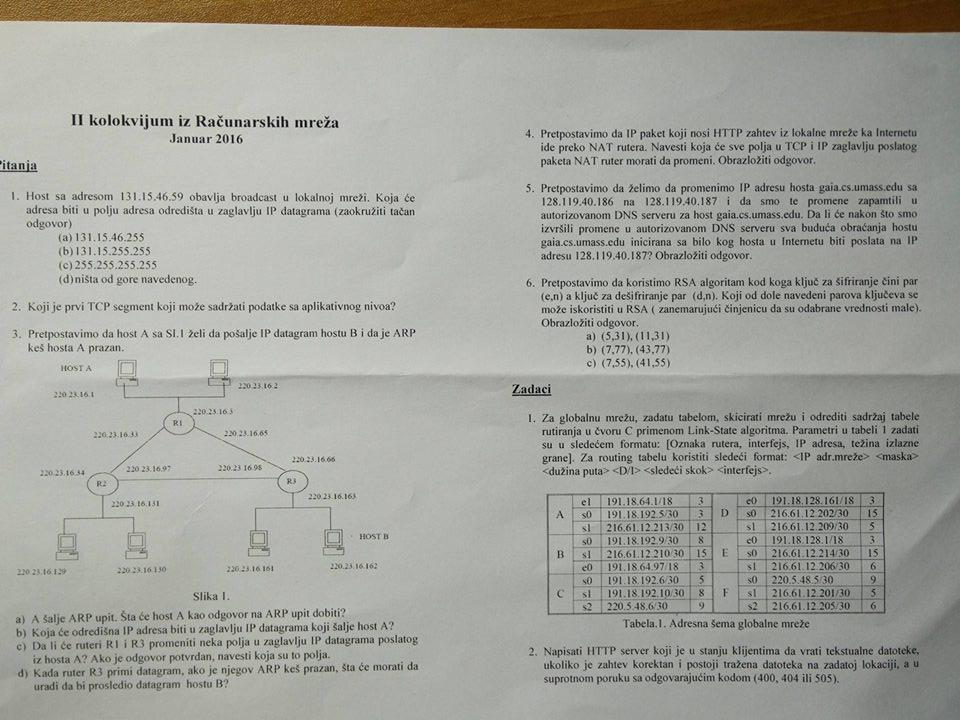 II kolokvijum iz Računarskih mreža
Januar 2016
Pitanja
1. Host sa adresom 131.15.46.59 obavlja broadcast u lokalnoj mreži. Koja će
adresa biti u polju adresa odredišta u zaglavlju IP datagrama (zaokružiti tačan
odgovor)
(a) 131.15.46.255
(b) 131.15.255.255
(c) 255.255.255.255
(d) ništa od gore navedenog.
2. Koji je prvi TCP segment koji može sadržati podatke sa aplikativnog nivoa?
3. Pretpostavimo da host A sa Sl.1 želi da pošalje IP datagram hostu B i da je ARP
keš hosta A prazan.
HOST A
220.23.16.1
220.23.16.2
220.23.16.3
R1
220.23.16.33
220.23.16.65
220.23.16.34
220.23.16.97
220.23.16.98
220.23.16.66
R2
R3
220.23.16.131
220.23.16.163
HOST B
220.23.16.129
220.23.16.130
220.23.16.161
220.23.16.162
Slika 1.
a) A šalje ARP upit. Šta će host A kao odgovor na ARP upit dobiti?
b) Koja će odredišna IP adresa biti u zaglavlju IP datagrama koji šalje host A?
c) Da li će ruteri R1 i R3 promeniti neka polja u zaglavlju IP datagrama poslatog
iz hosta A? Ako je odgovor potvrdan, navesti koja su to polja.
d) Kada ruter R3 primi datagram, ako je njegov ARP keš prazan, šta će morati da
uradi da bi prosledio datagram hostu B?
4. Pretpostavimo da IP paket koji nosi HTTP zahtev iz lokalne mreže ka Internetu
ide preko NAT rutera. Navesti koja će sve polja u TCP i IP zaglavlju poslatog
paketa NAT ruter morati da promeni. Obrazložiti odgovor.
5. Pretpostavimo da želimo da promenimo IP adresu hosta gaia.cs.umass.edu sa
128.119.40.186 na 128.119.40.187 i da smo te promene zapamtili u
autorizovanom DNS serveru za host gaia.cs.umass.edu. Da li će nakon što smo
izvršili promene u autorizovanom DNS serveru sva buduća obraćanja hostu
gaia.cs.umass.edu inicirana sa bilo kog hosta u Internetu biti poslata na IP
adresu 128.119.40.187? Obrazložiti odgovor.
6. Pretpostavimo da koristimo RSA algoritam kod koga ključ za šifriranje čini par
(e,n) a ključ za dešifriranje par (d,n). Koji od dole navedeni parova ključeva se
može iskoristiti u RSA ( zanemarujući činjenicu da su odabrane vrednosti male).
Obrazložiti odgovor.
a) (5,31), (11,31)
b) (7,77), (43,77)
c) (7,55), (41,55)
Zadaci
1. Za globalnu mrežu, zadatu tabelom, skicirati mrežu i odrediti sadržaj tabele
rutiranja u čvoru C primenom Link-State algoritma. Parametri u tabeli 1 zadati
su u sledećem formatu: [Oznaka rutera, interfejs, IP adresa, težina izlazne
grane]. Za routing tabelu koristiti sledeći format: <IP adr.mreže> <maska>
<dužina puta> <D/I> <sledeći skok> <interfejs>.
e1 191.18.64.1/18 3 e0 191.18.128.161/18 3
A s0 191.18.192.5/30 3 D s0 216.61.12.202/30 15
s1 216.61.12.213/30 12 s1 216.61.12.209/30 5
s0 191.18.192.9/30 8 e0 191.18.128.1/18 3
B s1 216.61.12.210/30 15 E s0 216.61.12.214/30 15
e0 191.18.64.97/18 3 s1 216.61.12.206/30 6
s0 191.18.192.6/30 5 s0 220.5.48.5/30 9
C s1 191.18.192.10/30 8 F s1 216.61.12.201/30 5
s2 220.5.48.6/30 9 s2 216.61.12.205/30 6
Tabela.1. Adresna šema globalne mreže
2. Napisati HTTP server koji je u stanju klijentima da vrati tekstualne datoteke,
ukoliko je zahtev korektan i postoji tražena datoteka na zadatoj lokaciji, a u
suprotnom poruku sa odgovarajućim kodom (400, 404 ili 505).